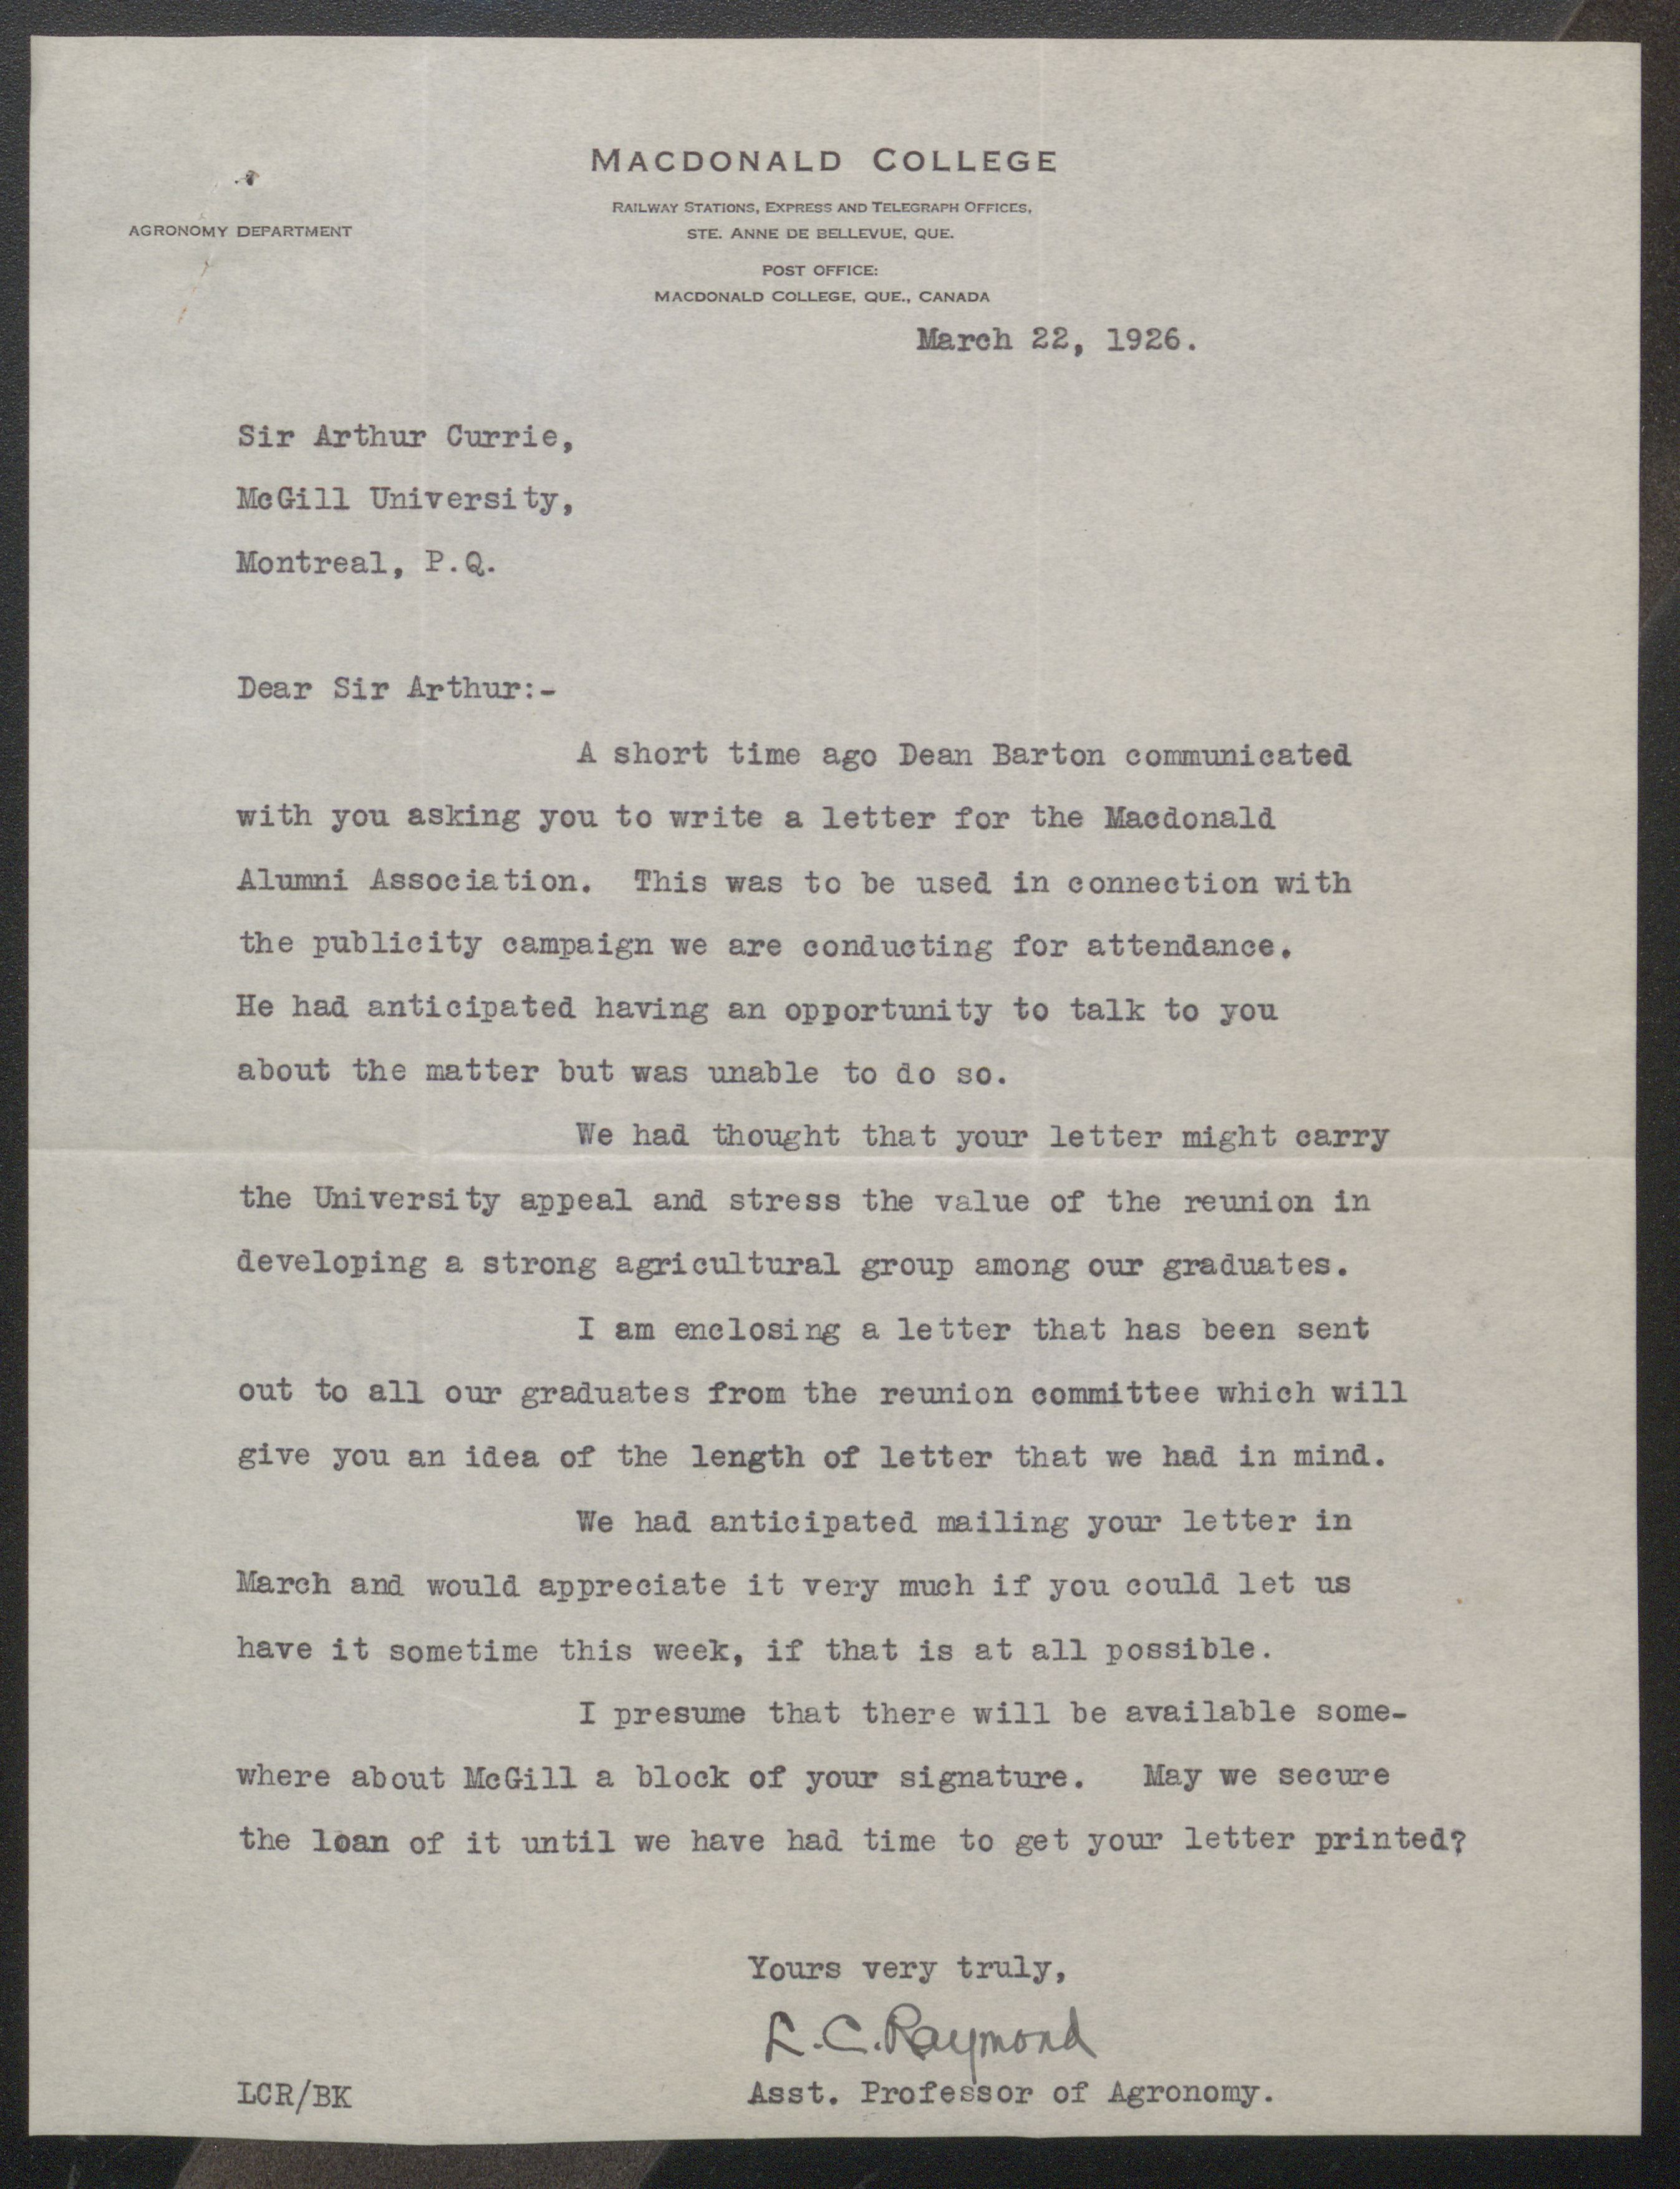 MACDONALD COLLEGE
RAILWAY STATIONS, EXPRESS AND TELEGRAPH OFFICES,
AGRONOMY DEPARTMENT
STE. ANNE DE BELLEVUE, QUE.
POST OFFICE:
MACDONALD COLLEGE, QUE., CANADA
March 22, 1926.
Sir Arthur Currie,
McGill University,
Montreal, P.Q.
Dear Sir Arthur:-
A short time ago Dean Barton communicated
with you asking you to write a letter for the Macdonald
Alumni Association. This was to be used in connection with
the publicity campaign we are conducting for attendance.
He had anticipated having an opportunity to talk to you
about the matter but was unable to do so.
We had thought that your letter might carry
the University appeal and stress the value of the reunion in
developing a strong agricultural group among our graduates.
I am enclosing a letter that has been sent
out to all our graduates from the reunion committee which will
give you an idea of the length of letter that we had in mind.
We had anticipated mailing your letter in
March and would appreciate it very much if you could let us
have it sometime this week, if that is at all possible.
I presume that there will be available some-
where about McGill a block of your signature. May we secure
the loan of it until we have had time to get your letter printed?
Yours very truly,
L.C. Raymond
LCR/BK
Asst. Professor of Agronomy.